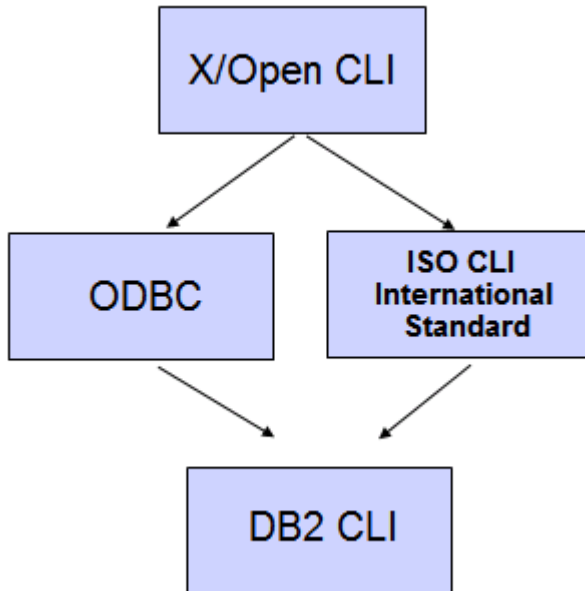 X/Open CLI
ODBC
ISO CLI
International
Standard
DB2 CLI